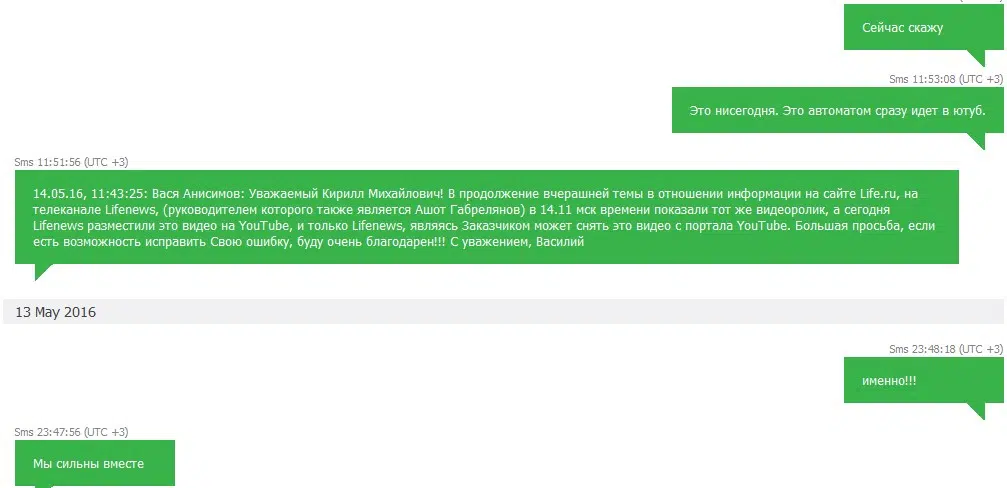 Сейчас скажу
Sms 11:53:08 (UTC +3)
Это нисегодня. Это автоматом сразу идет в ютуб.
Sms 11:51:56 (UTC +3)
14.05.16, 11:43:25: Вася Анисимов: Уважаемый Кирилл Михайлович! В продолжение вчерашней темы в отношении информации на сайте Life.ru, на
телеканале Lifenews, (руководителем которого также является Ашот Габрелянов) в 14.11 мск времени показали тот же видеоролик, а сегодня
Lifenews разместили это видео на YouTube, и только Lifenews, являясь Заказчиком может снять это видео с портала YouTube. Большая просьба, если
есть возможность исправить Свою ошибку, буду очень благодарен!!! С уважением, Василий
13 May 2016
Sms 23:48:18 (UTC +3)
именно!!!
Sms 23:47:56 (UTC +3)
Мы сильны вместе